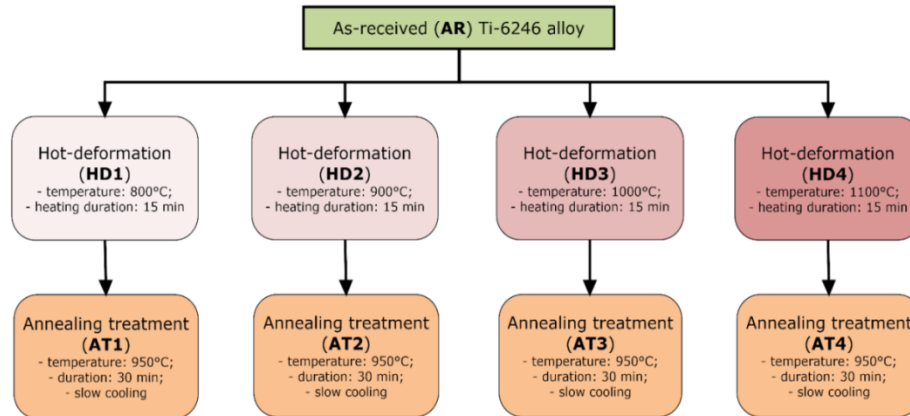 As-received (AR) Ti-6246 alloy
Hot-deformation
(HD1)
- temperature: 800°C;
- heating duration: 15 min
Hot-deformation
(HD2)
- temperature: 900°C;
- heating duration: 15 min
Hot-deformation
(HD3)
- temperature: 1000°C;
- heating duration: 15 min
Hot-deformation
(HD4)
- temperature: 1100°C;
- heating duration: 15 min
Annealing treatment
(AT1)
- temperature: 950°C;
- duration: 30 min;
- slow cooling
Annealing treatment
(AT2)
- temperature: 950°C;
- duration: 30 min;
- slow cooling
Annealing treatment
(AT3)
- temperature: 950°C;
- duration: 30 min;
- slow cooling
Annealing treatment
(AT4)
- temperature: 950°C;
- duration: 30 min;
- slow cooling